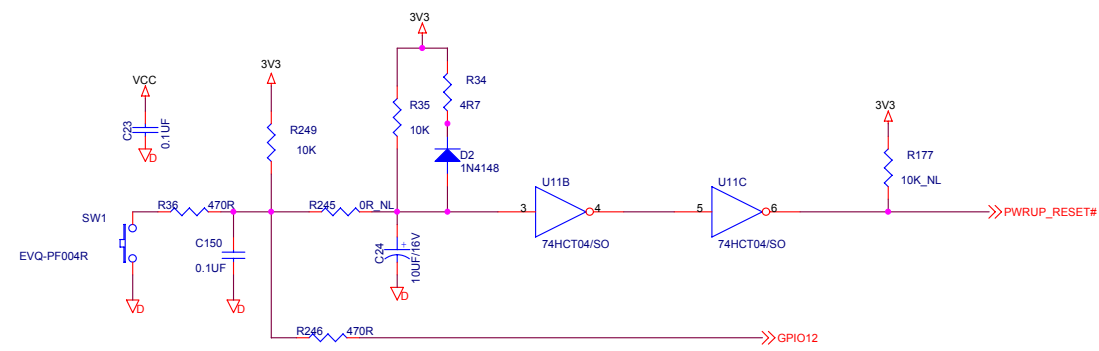 3V3
R34
4R7
3V3
VCC
R35
10K
C23
0.1UF
D
R249
10K
3V3
D2
1N4148
R177
10K_NL
U11B
U11C
R36
470R
R245
0R_NL
3
4
5
6
PWRUP_RESET#
SW1
EVQ-PF004R
C150
0.1UF
C24
+
10UF/16V
74HCT04/SO
74HCT04/SO
D
D
D
R246
470R
GPIO12